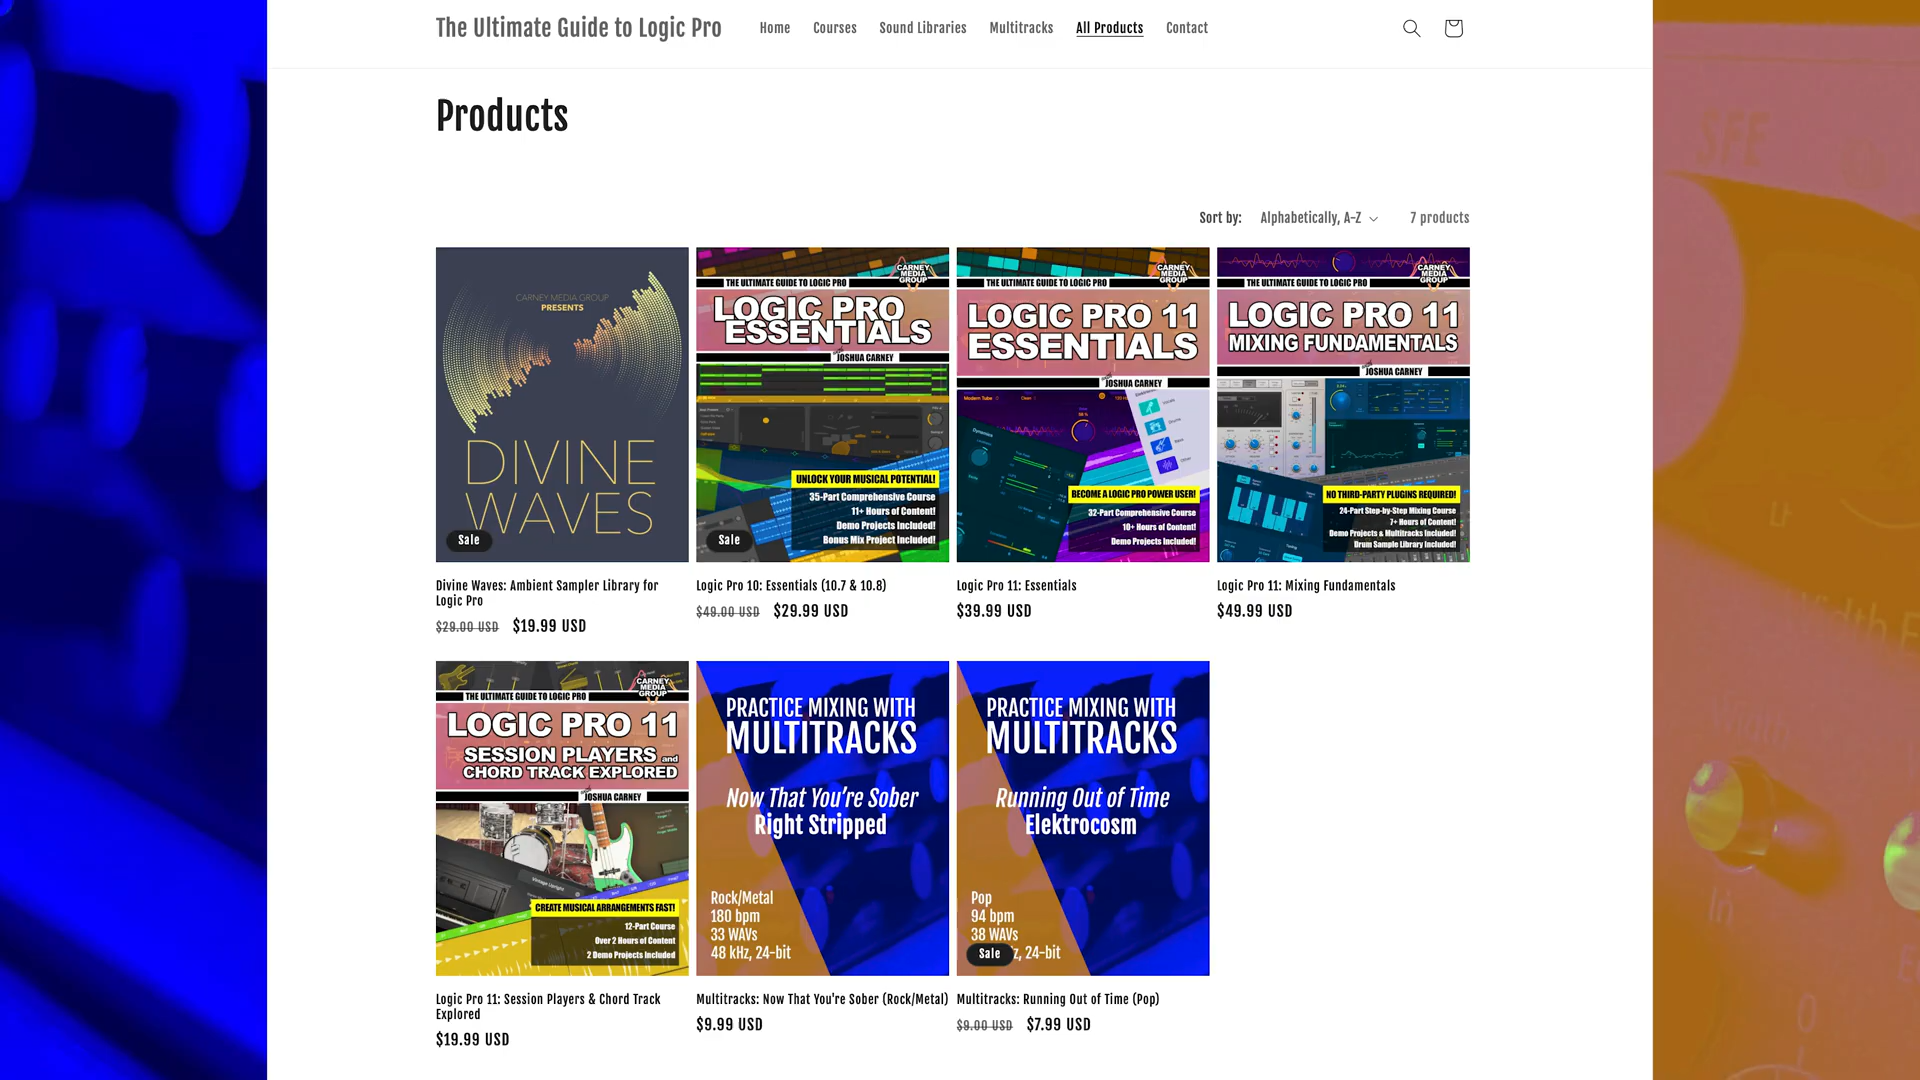 The Ultimate Guide to Logic Pro
Home
Courses
Sound Libraries
Multitracks
All Products
Contact
Products
Sort by:
Alphabetically, A-Z
7 products
CARNEY MEDIA GROUP
PRESENTS
DIVINE
WAVES
Sale
Divine Waves: Ambient Sampler Library for
Logic Pro
$29.00 USD $19.99 USD
CARNEY
MEDIA
GROUP
THE ULTIMATE GUIDE TO LOGIC PRO
LOGIC PRO
ESSENTIALS
JOSHUA CARNEY
UNLOCK YOUR MUSICAL POTENTIAL!
35-Part Comprehensive Course
11+ Hours of Content!
Demo Projects Included!
Bonus Mix Project Included!
Sale
Logic Pro 10: Essentials (10.7 & 10.8)
$49.00 USD $29.99 USD
CARNEY
MEDIA
GROUP
THE ULTIMATE GUIDE TO LOGIC PRO
LOGIC PRO 11
ESSENTIALS
JOSHUA CARNEY
BECOME A LOGIC PRO POWER USER!
32-Part Comprehensive Course
10+ Hours of Content!
Demo Projects Included!
Logic Pro 11: Essentials
$39.99 USD
CARNEY
MEDIA
GROUP
THE ULTIMATE GUIDE TO LOGIC PRO
LOGIC PRO 11
MIXING FUNDAMENTALS
JOSHUA CARNEY
NO THIRD-PARTY PLUGINS REQUIRED!
24-Part Step-by-Step Mixing Course
7+ Hours of Content!
Demo Projects & Multitracks Included!
Drum Sample Library Included!
Logic Pro 11: Mixing Fundamentals
$49.99 USD
CARNEY
MEDIA
GROUP
THE ULTIMATE GUIDE TO LOGIC PRO
LOGIC PRO 11
SESSION PLAYERS and
CHORD TRACK EXPLORED
JOSHUA CARNEY
CREATE MUSICAL ARRANGEMENTS FAST!
12-Part Course
Over 2 Hours of Content
2 Demo Projects Included
Logic Pro 11: Session Players & Chord Track
Explored
$19.99 USD
PRACTICE MIXING WITH
MULTITRACKS
Now That You're Sober
Right Stripped
Rock/Metal
180 bpm
33 WAVs
48 kHz, 24-bit
Multitracks: Now That You're Sober (Rock/Metal)
$9.99 USD
PRACTICE MIXING WITH
MULTITRACKS
Running Out of Time
Elektrocosm
Pop
94 bpm
38 WAVs
z, 24-bit
Sale
Multitracks: Running Out of Time (Pop)
$9.00 USD $7.99 USD